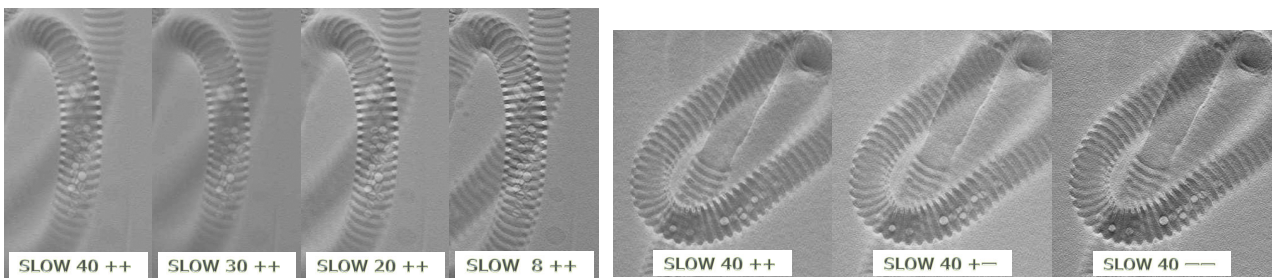 SLOW 40 ++
SLOW 30 ++
SLOW 20 ++
SLOW 8 ++
SLOW 40 ++
SLOW 40 +−
SLOW 40 −−